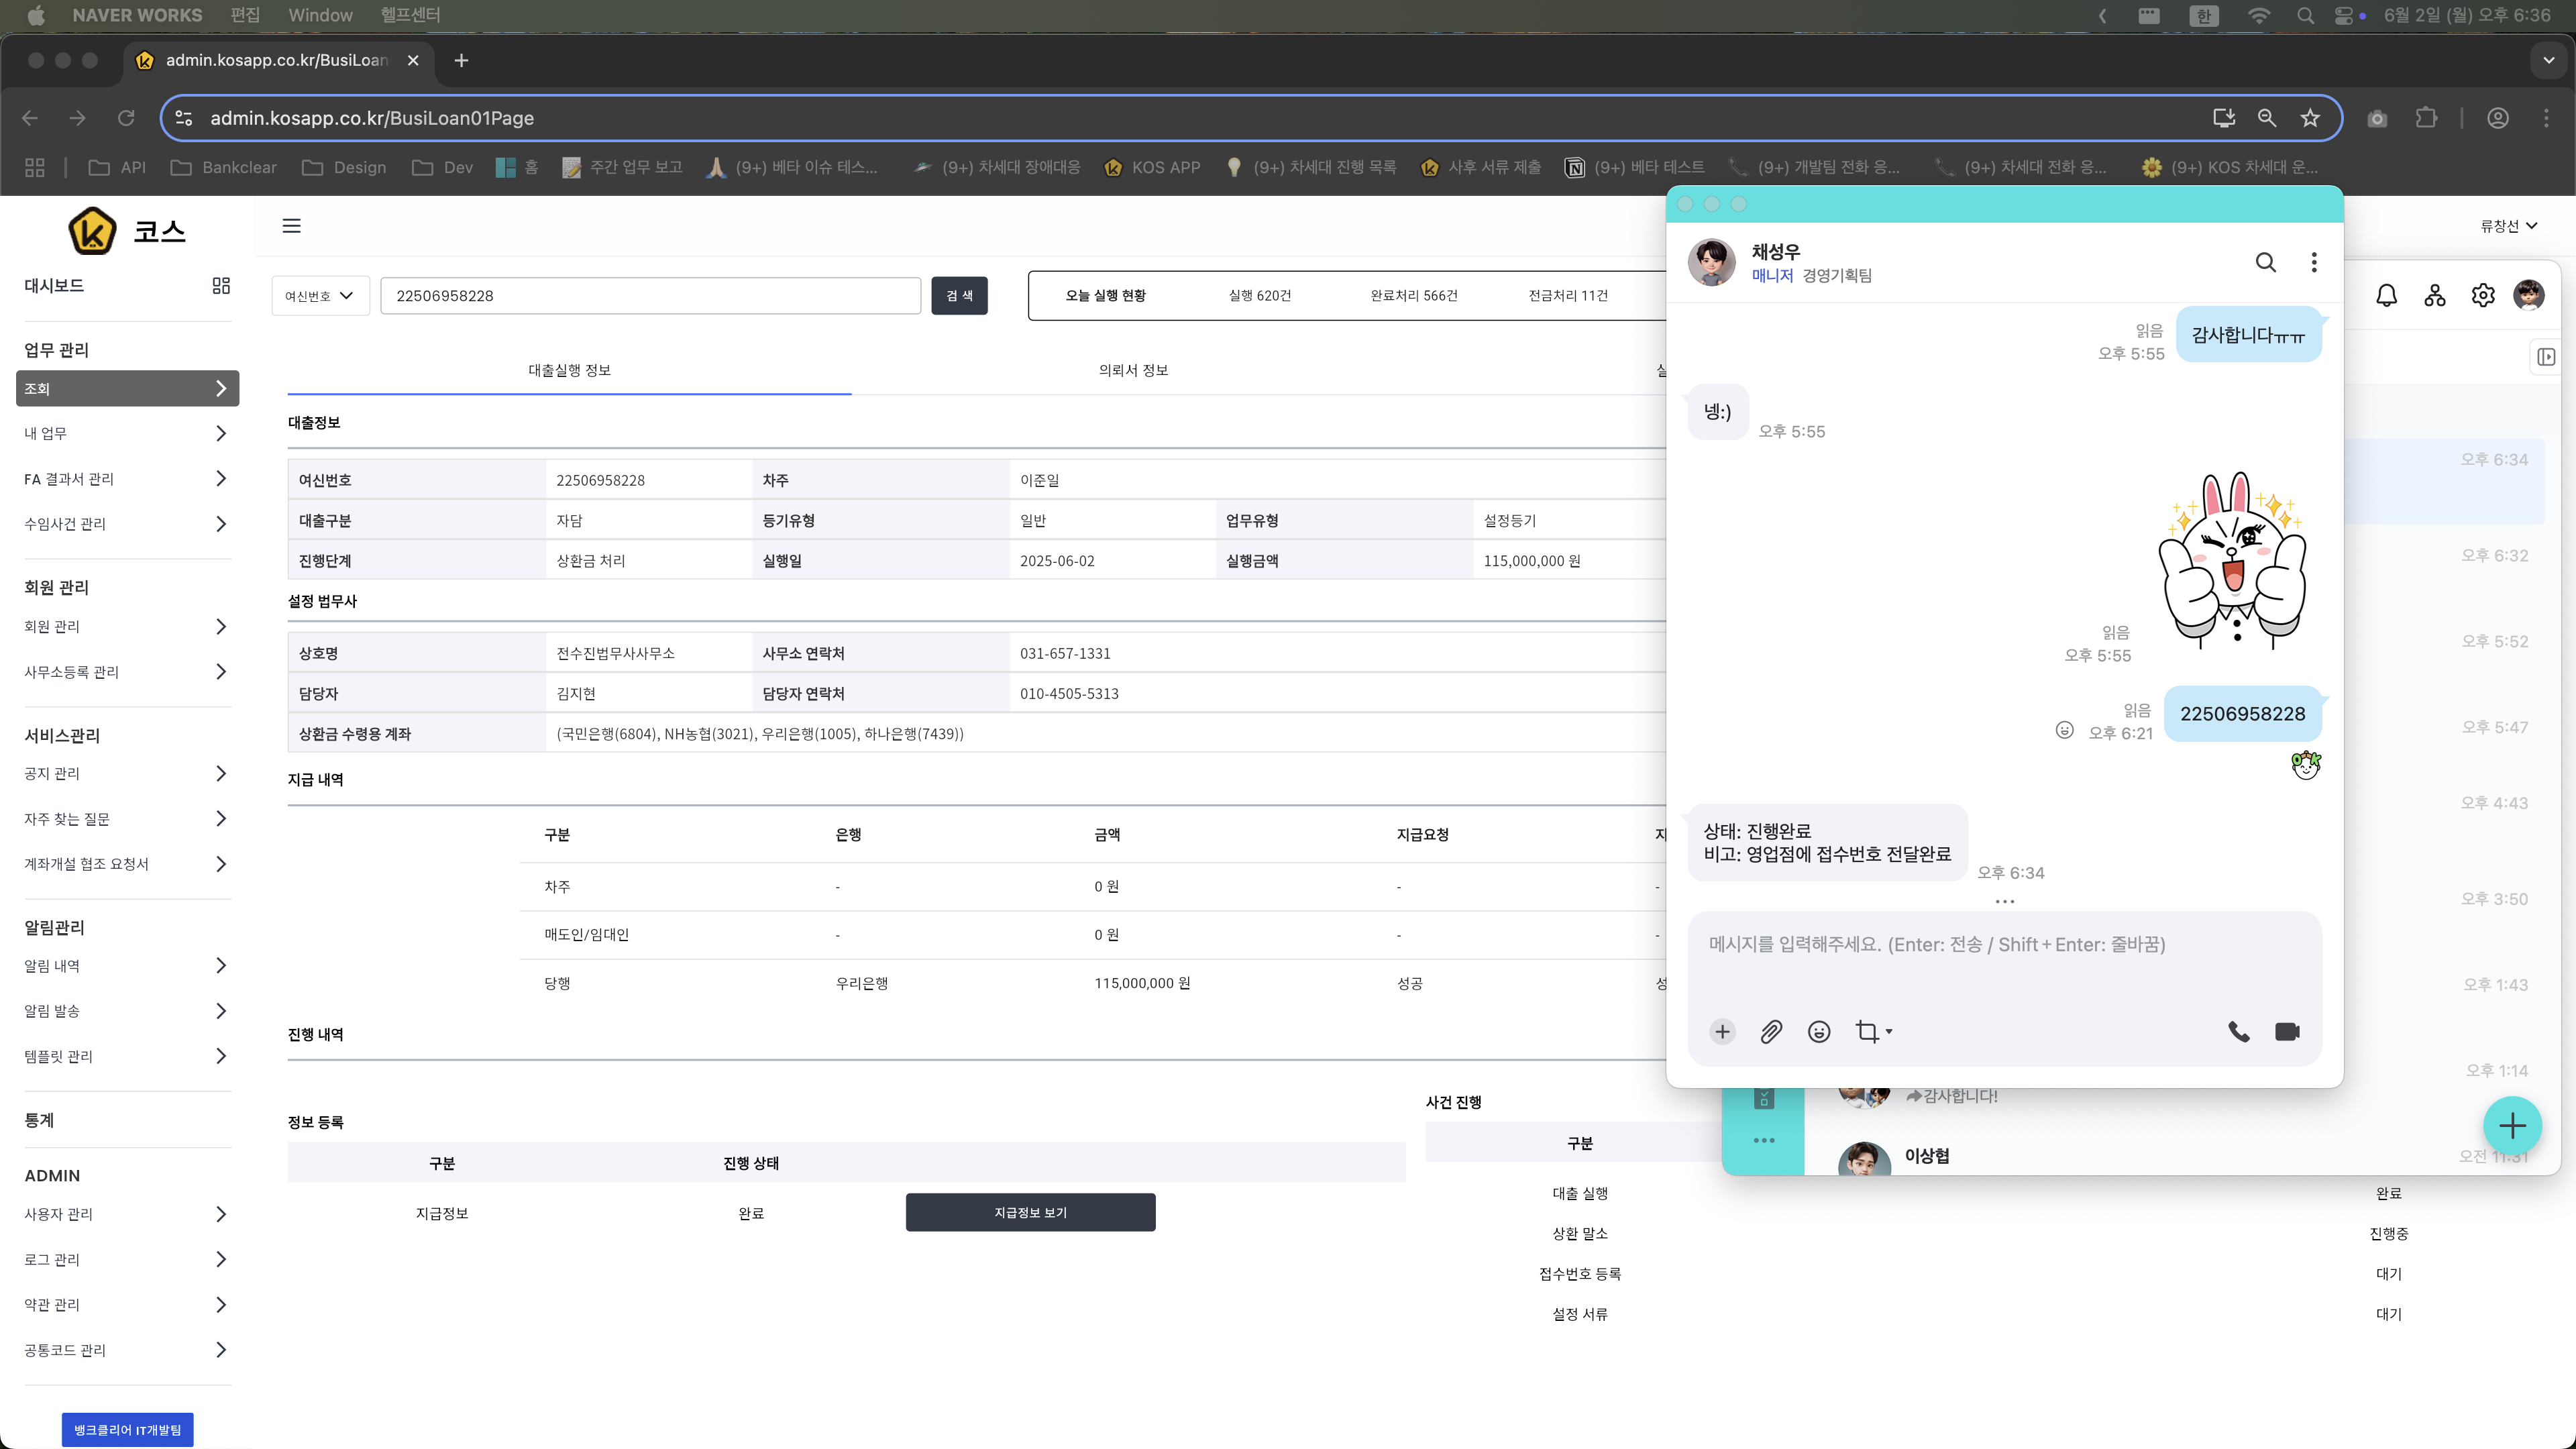 NAVER WORKS 편집 Window 헬프센터
한 6월 2일 (월) 오후 6:36
admin.kosapp.co.kr/BusiLoan
admin.kosapp.co.kr/BusiLoan01Page
API Bankclear Design Dev 홈 주간 업무 보고 (9+) 베타 이슈 테스... (9+) 차세대 장애대응 KOS APP (9+) 차세대 진행 목록 사후 서류 제출 (9+) 베타 테스트 (9+) 개발팀 전화 응... (9+) 차세대 전화 응... (9+) KOS 차세대 운...
코스
대시보드
업무 관리
조회
내 업무
FA 결과서 관리
수임사건 관리
회원 관리
회원 관리
사무소등록 관리
서비스관리
공지 관리
자주 찾는 질문
계좌개설 협조 요청서
알림관리
알림 내역
알림 발송
템플릿 관리
통계
ADMIN
사용자 관리
로그 관리
약관 관리
공통코드 관리
뱅크클리어 IT개발팀
류창선
여신번호 22506958228 검 색
오늘 실행 현황 실행 620건 완료처리 566건 전금처리 11건
대출실행 정보 의뢰서 정보
대출정보
여신번호 22506958228 차주 이준일
대출구분 자담 등기유형 일반 업무유형 설정등기
진행단계 상환금 처리 실행일 2025-06-02 실행금액 115,000,000 원
설정 법무사
상호명 전수진법무사사무소 사무소 연락처 031-657-1331
담당자 김지현 담당자 연락처 010-4505-5313
상환금 수령용 계좌 (국민은행(6804), NH농협(3021), 우리은행(1005), 하나은행(7439))
지급 내역
구분 은행 금액 지급요청
차주 - 0 원 - -
매도인/임대인 - 0 원 - -
당행 우리은행 115,000,000 원 성공
진행 내역
정보 등록
구분 진행 상태
지급정보 완료 지급정보 보기
사건 진행
구분
대출 실행 완료
상환 말소 진행중
접수번호 등록 대기
설정 서류 대기
채성우
매니저 경영기획팀
읽음
오후 5:55
감사합니다ㅠㅠ
넹:)
오후 5:55
읽음
오후 5:55
읽음
오후 6:21
22506958228
OK
상태: 진행완료
비고: 영업점에 접수번호 전달완료
오후 6:34
메시지를 입력해주세요. (Enter: 전송 / Shift+Enter: 줄바꿈)
오후 6:34
오후 6:32
오후 5:52
오후 5:47
오후 4:43
오후 3:50
오후 1:43
오후 1:14
감사합니다!
이상협
오전 11:31